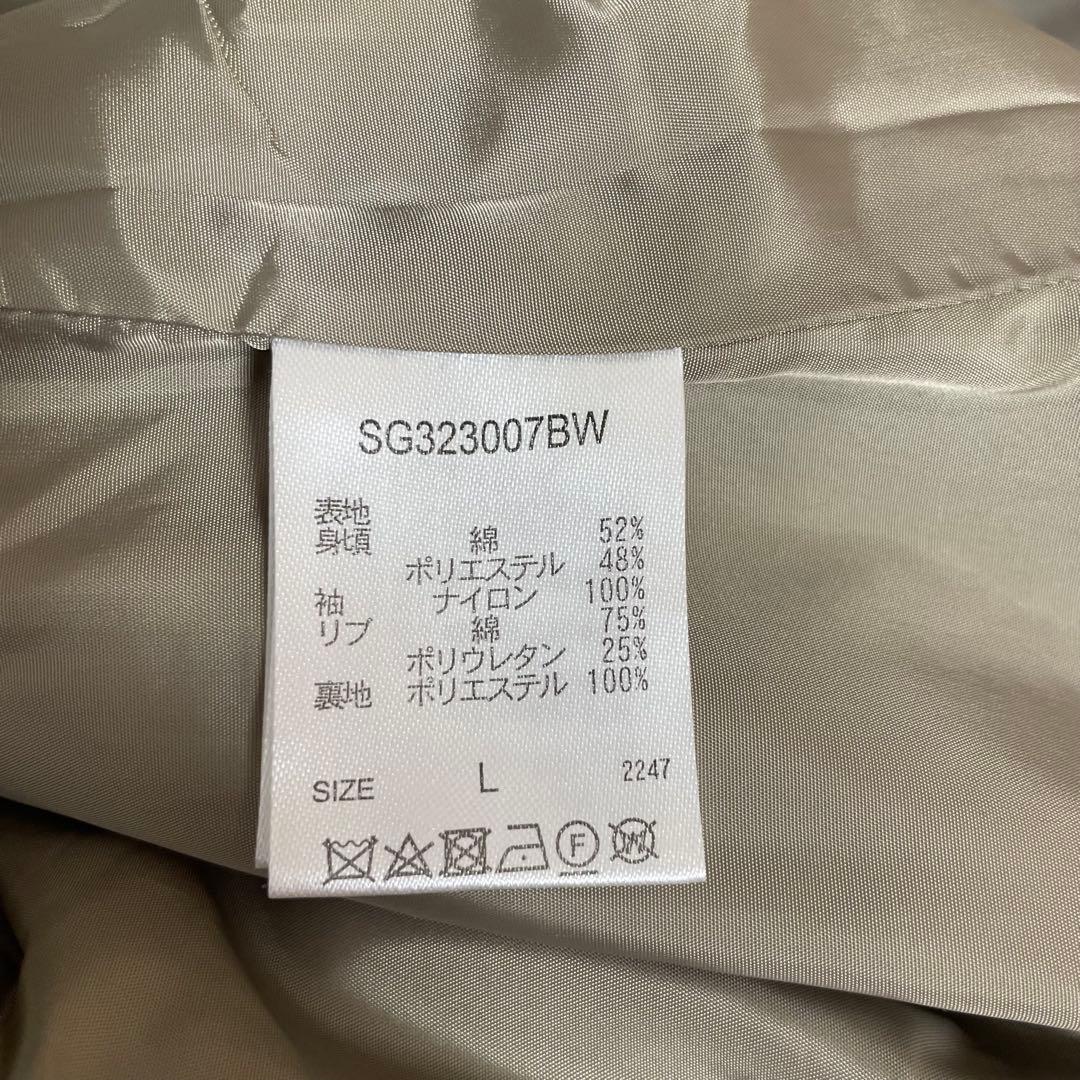 SG323007BW
表地
身頃 綿 52%
ポリエステル 48%
袖 ナイロン 100%
リブ 綿 75%
ポリウレタン 25%
裏地 ポリエステル 100%
SIZE L 2247
F W